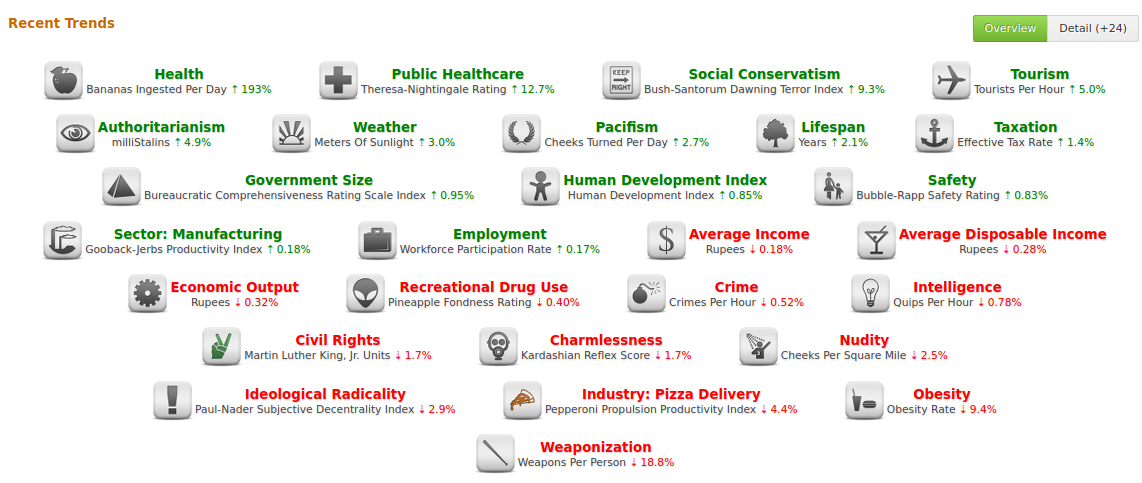 Recent Trends
Overview
Detail (+24)
Health
Bananas Ingested Per Day ↑ 193%
Public Healthcare
Theresa-Nightingale Rating ↑ 12.7%
KEEP
RIGHT
Social Conservatism
Bush-Santorum Dawning Terror Index ↑ 9.3%
Tourism
Tourists Per Hour ↑ 5.0%
Authoritarianism
milliStalins ↑ 4.9%
Weather
Meters Of Sunlight ↑ 3.0%
Pacifism
Cheeks Turned Per Day ↑ 2.7%
Lifespan
Years ↑ 2.1%
Taxation
Effective Tax Rate ↑ 1.4%
Government Size
Bureaucratic Comprehensiveness Rating Scale Index ↑ 0.95%
Human Development Index
Human Development Index ↑ 0.85%
Safety
Bubble-Rapp Safety Rating ↑ 0.83%
Sector: Manufacturing
Gooback-Jerbs Productivity Index ↑ 0.18%
Employment
Workforce Participation Rate ↑ 0.17%
$
Average Income
Rupees ↓ 0.18%
Average Disposable Income
Rupees ↓ 0.28%
Economic Output
Rupees ↓ 0.32%
Recreational Drug Use
Pineapple Fondness Rating ↓ 0.40%
Crime
Crimes Per Hour ↓ 0.52%
Intelligence
Quips Per Hour ↓ 0.78%
Civil Rights
Martin Luther King, Jr. Units ↓ 1.7%
Charmlessness
Kardashian Reflex Score ↓ 1.7%
Nudity
Cheeks Per Square Mile ↓ 2.5%
!
Ideological Radicality
Paul-Nader Subjective Decentrality Index ↓ 2.9%
Industry: Pizza Delivery
Pepperoni Propulsion Productivity Index ↓ 4.4%
Obesity
Obesity Rate ↓ 9.4%
Weaponization
Weapons Per Person ↓ 18.8%